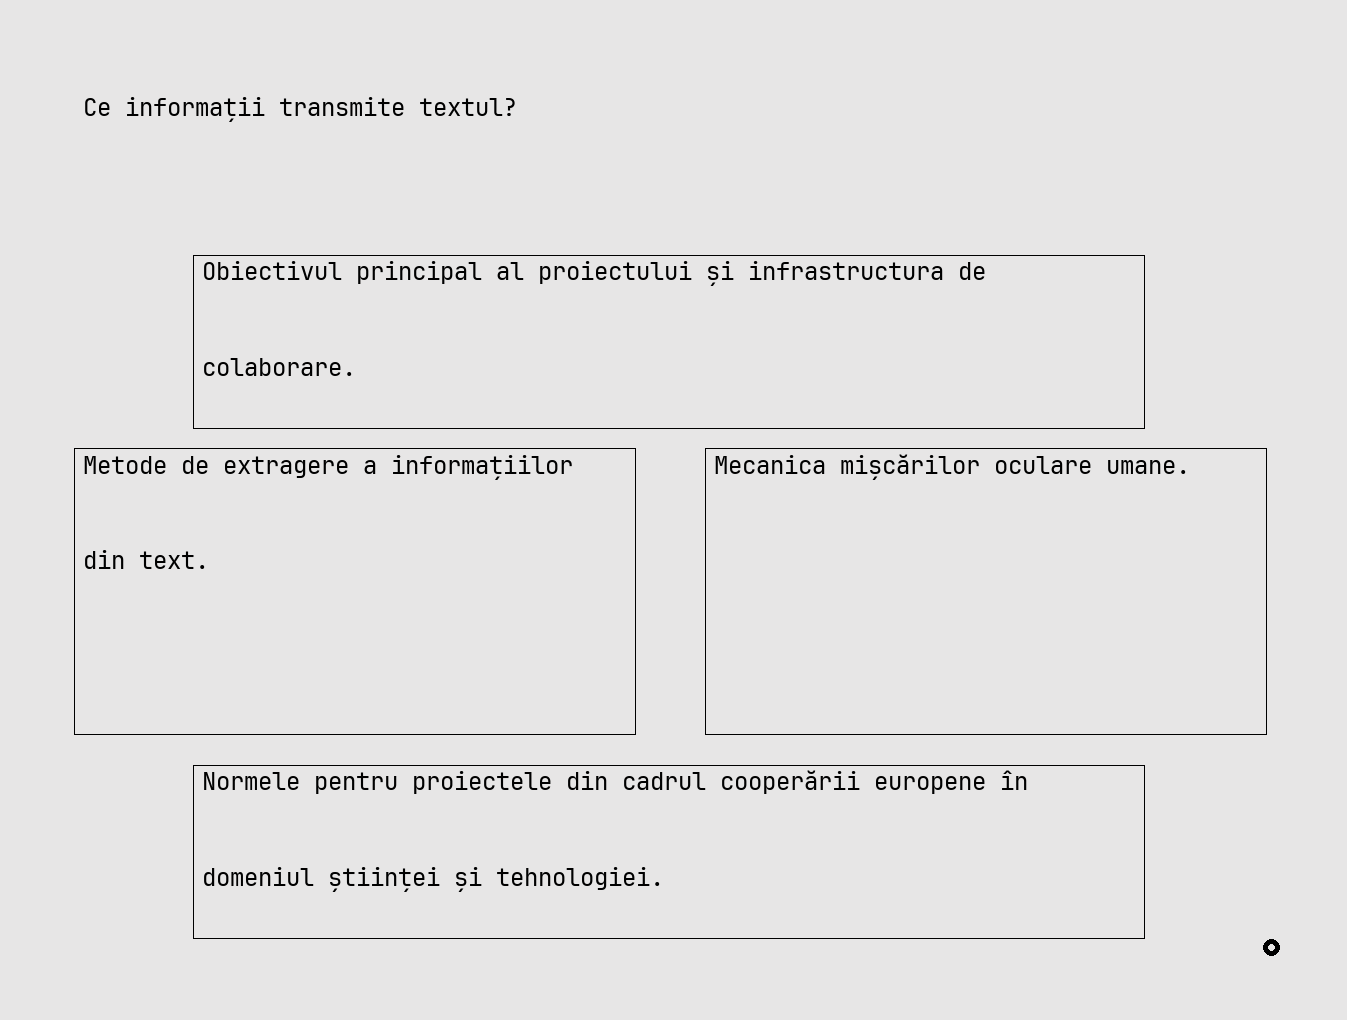 Ce informații transmite textul?
Obiectivul principal al proiectului și infrastructura de
colaborare.
Metode de extragere a informațiilor
din text.
Mecanica mișcărilor oculare umane.
Normele pentru proiectele din cadrul cooperării europene în
domeniul științei și tehnologiei.